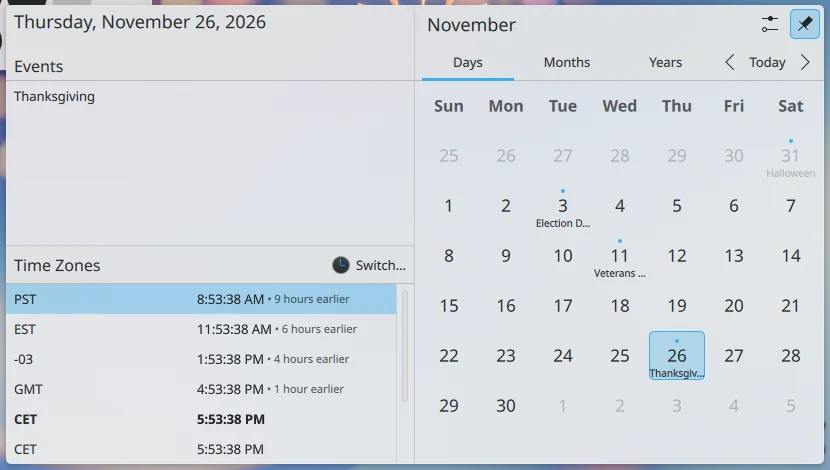 Thursday, November 26, 2026
Events
Thanksgiving
Time Zones
Switch...
PST 8:53:38 AM • 9 hours earlier
EST 11:53:38 AM • 6 hours earlier
-03 1:53:38 PM • 4 hours earlier
GMT 4:53:38 PM • 1 hour earlier
CET 5:53:38 PM
CET 5:53:38 PM
November
Days Months Years Today
Sun Mon Tue Wed Thu Fri Sat
25 26 27 28 29 30 31
Halloween
1 2 3 4 5 6 7
Election D...
8 9 10 11 12 13 14
Veterans ...
15 16 17 18 19 20 21
22 23 24 25 26 27 28
Thanksgiv...
29 30 1 2 3 4 5